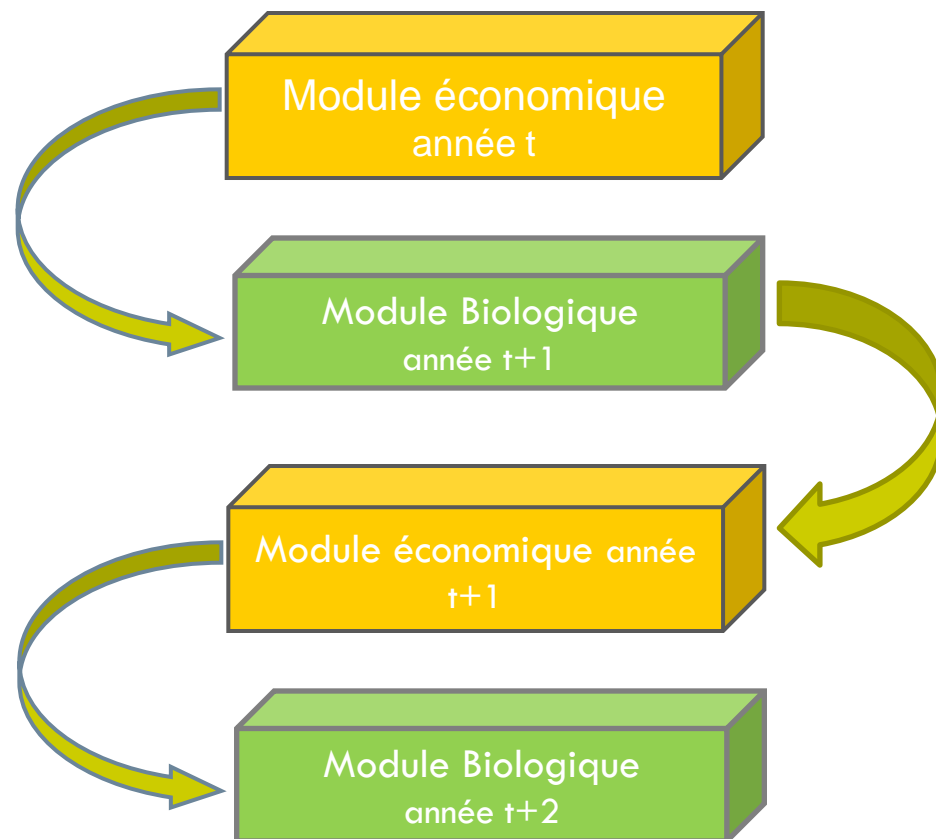 Module économique
année t
Module Biologique
année t+1
Module économique année
t+1
Module Biologique
année t+2